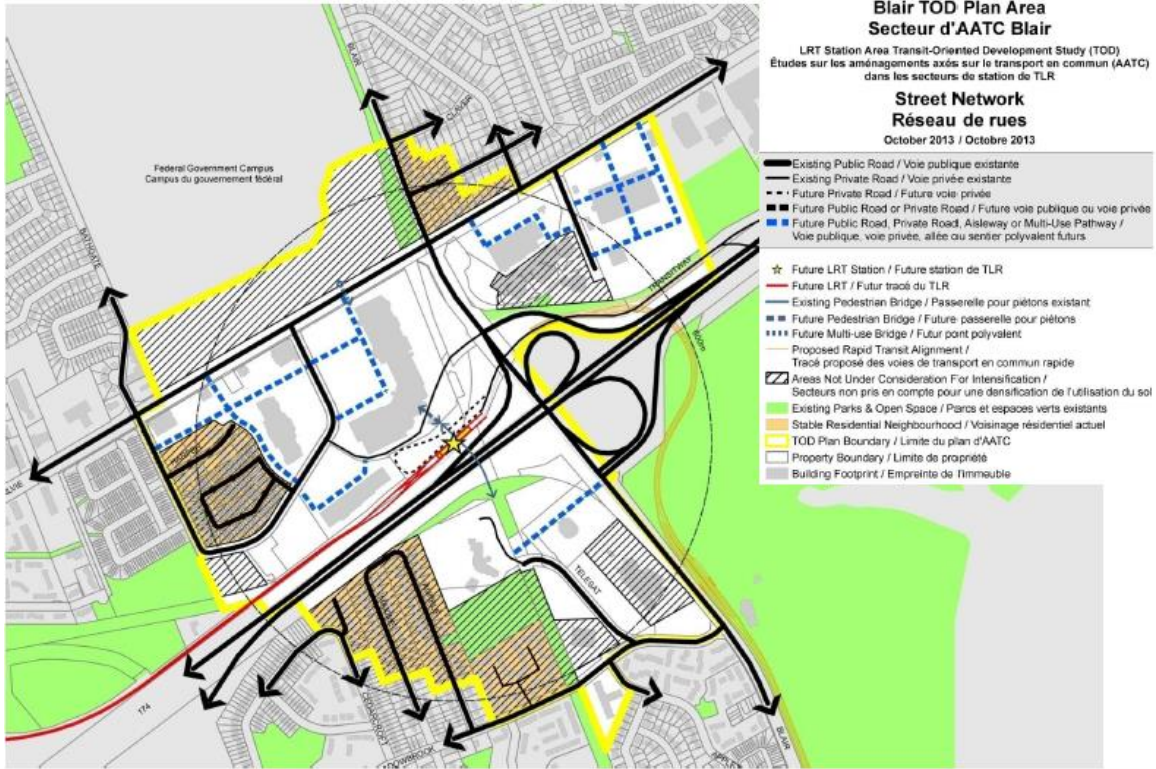 Blair TOD Plan Area
Secteur d'AATC Blair
LRT Station Area Transit-Oriented Development Study (TOD)
Études sur les aménagements axés sur le transport en commun (AATC)
dans les secteurs de station de TLR
Street Network
Réseau de rues
October 2013 / Octobre 2013
Existing Public Road / Voie publique existante
Existing Private Road / Voie privée existante
Future Private Road / Future voie privée
Future Public Road or Private Road / Future voie publique ou voie privée
Future Public Road, Private Road, Aisleway or Multi-Use Pathway /
Voie publique, voie privée, allée ou sentier polyvalent futurs
Future LRT Station / Future station de TLR
Future LRT / Futur tracé du TLR
Existing Pedestrian Bridge / Passerelle pour piétons existant
Future Pedestrian Bridge / Future passerelle pour piétons
Future Multi-use Bridge / Futur pont polyvalent
Proposed Rapid Transit Alignment /
Tracé proposé des voies de transport en commun rapide
Areas Not Under Consideration For Intensification /
Secteurs non pris en compte pour une densification de l'utilisation du sol
Existing Parks & Open Space / Parcs et espaces verts existants
Stable Residential Neighbourhood / Voisinage résidentiel actuel
TOD Plan Boundary / Limite du plan d'AATC
Property Boundary / Limite de propriété
Building Footprint / Empreinte de l'immeuble
Federal Government Campus
Campus du gouvernement fédéral
BLAIR
CLAVER
BATHGATE
TRANSITWAY
600m
TELESAT
174
BLAIR